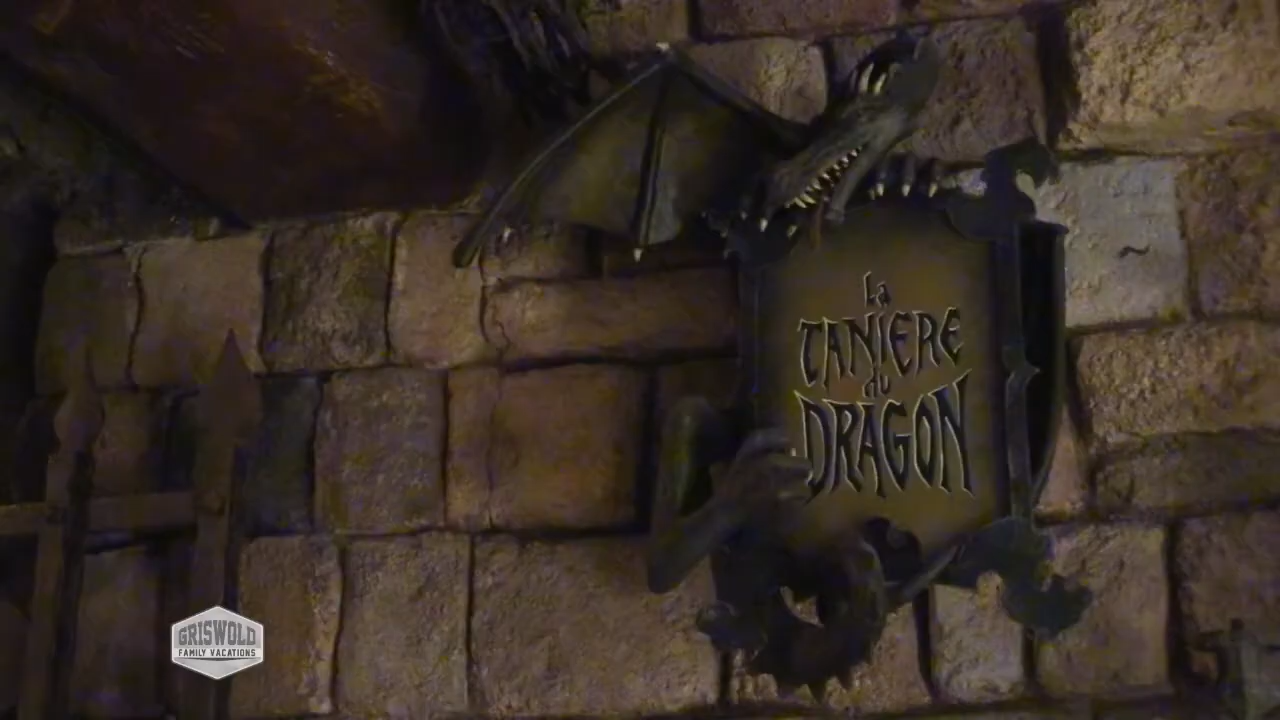 La
TANIERE
du
DRAGON
GRISWOLD
FAMILY VACATIONS